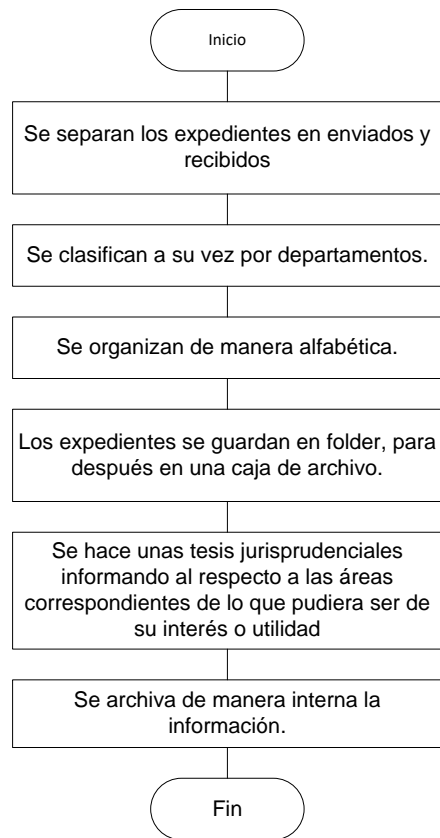 Inicio
Se separan los expedientes en enviados y
recibidos
Se clasifican a su vez por departamentos.
Se organizan de manera alfabética.
Los expedientes se guardan en folder, para
después en una caja de archivo.
Se hace unas tesis jurisprudenciales
informando al respecto a las áreas
correspondientes de lo que pudiera ser de
su interés o utilidad
Se archiva de manera interna la
información.
Fin